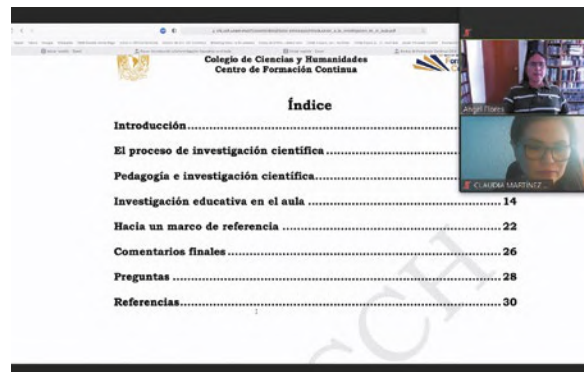 Colegio de Ciencias y Humanidades
Centro de Formación Continua
Índice
Introducción
El proceso de investigación científica
Pedagogía e investigación científica
Investigación educativa en el aula 14
Hacia un marco de referencia 22
Comentarios finales 26
Preguntas 28
Referencias 30
CCH
Angel Flores
CLAUDIA MARTÍNEZ